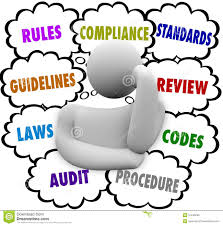 RULES
COMPLIANCE
STANDARDS
GUIDELINES
REVIEW
LAWS
CODES
AUDIT
PROCEDURE